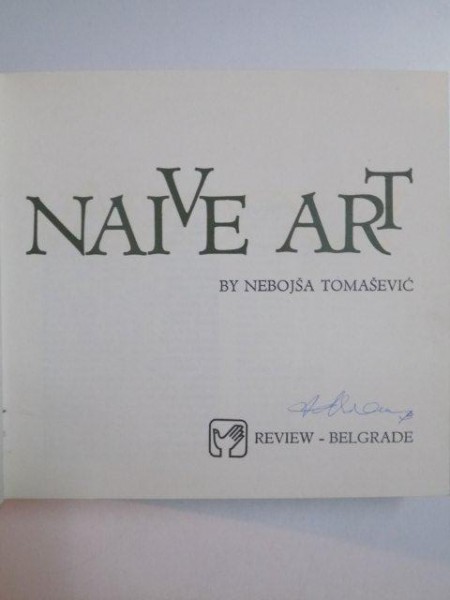 NAIVE ART
BY NEBOJŠA TOMAŠEVIĆ
REVIEW - BELGRADE